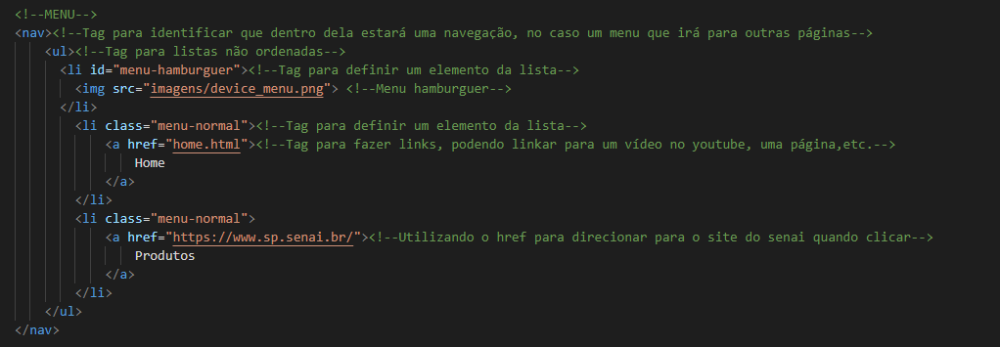 <!--MENU-->
<nav><!--Tag para identificar que dentro dela estará uma navegação, no caso um menu que irá para outras páginas-->
<ul><!--Tag para listas não ordenadas-->
<li id="menu-hamburguer"><!--Tag para definir um elemento da lista-->
<img src="imagens/device_menu.png"> <!--Menu hamburguer-->
</li>
<li class="menu-normal"><!--Tag para definir um elemento da lista-->
<a href="home.html"><!--Tag para fazer links, podendo linkar para um vídeo no youtube, uma página,etc.-->
Home
</a>
</li>
<li class="menu-normal">
<a href="https://www.sp.senai.br/"><!--Utilizando o href para direcionar para o site do senai quando clicar-->
Produtos
</a>
</li>
</ul>
</nav>